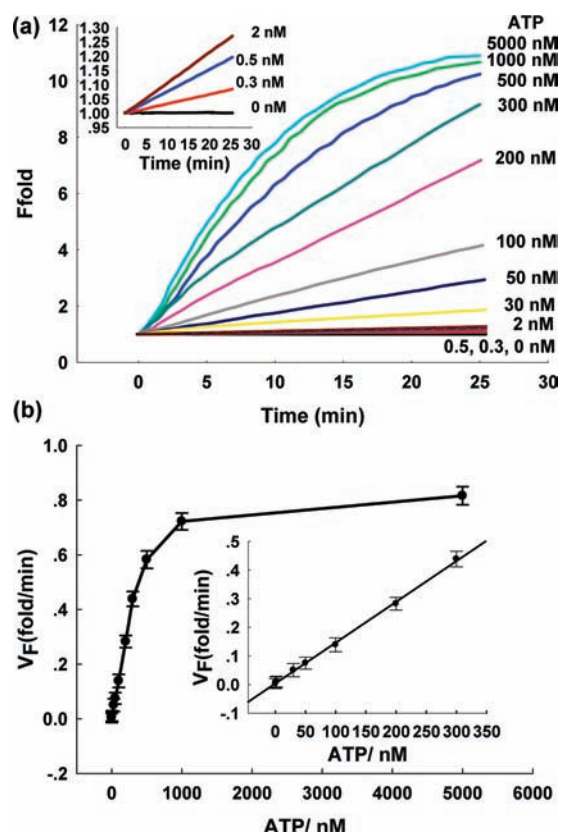 (a)
1.30
1.25
1.20
1.15
1.10
1.05
1.00
.95
2 nM
0.5 nM
0.3 nM
0 nM
0 5 10 15 20 25 30
Time (min)
ATP
5000 nM
1000 nM
500 nM
300 nM
200 nM
100 nM
50 nM
30 nM
2 nM
0.5, 0.3, 0 nM
12
10
8
6
4
2
0
Ffold
0 5 10 15 20 25 30
Time (min)
(b)
1.0
.8
.6
.4
.2
0.0
-.2
VF(fold/min)
.5
.4
.3
.2
.1
0.0
-.1
VF(fold/min)
0 50 100 150 200 250 300 350
ATP/ nM
0 1000 2000 3000 4000 5000 6000
ATP/ nM